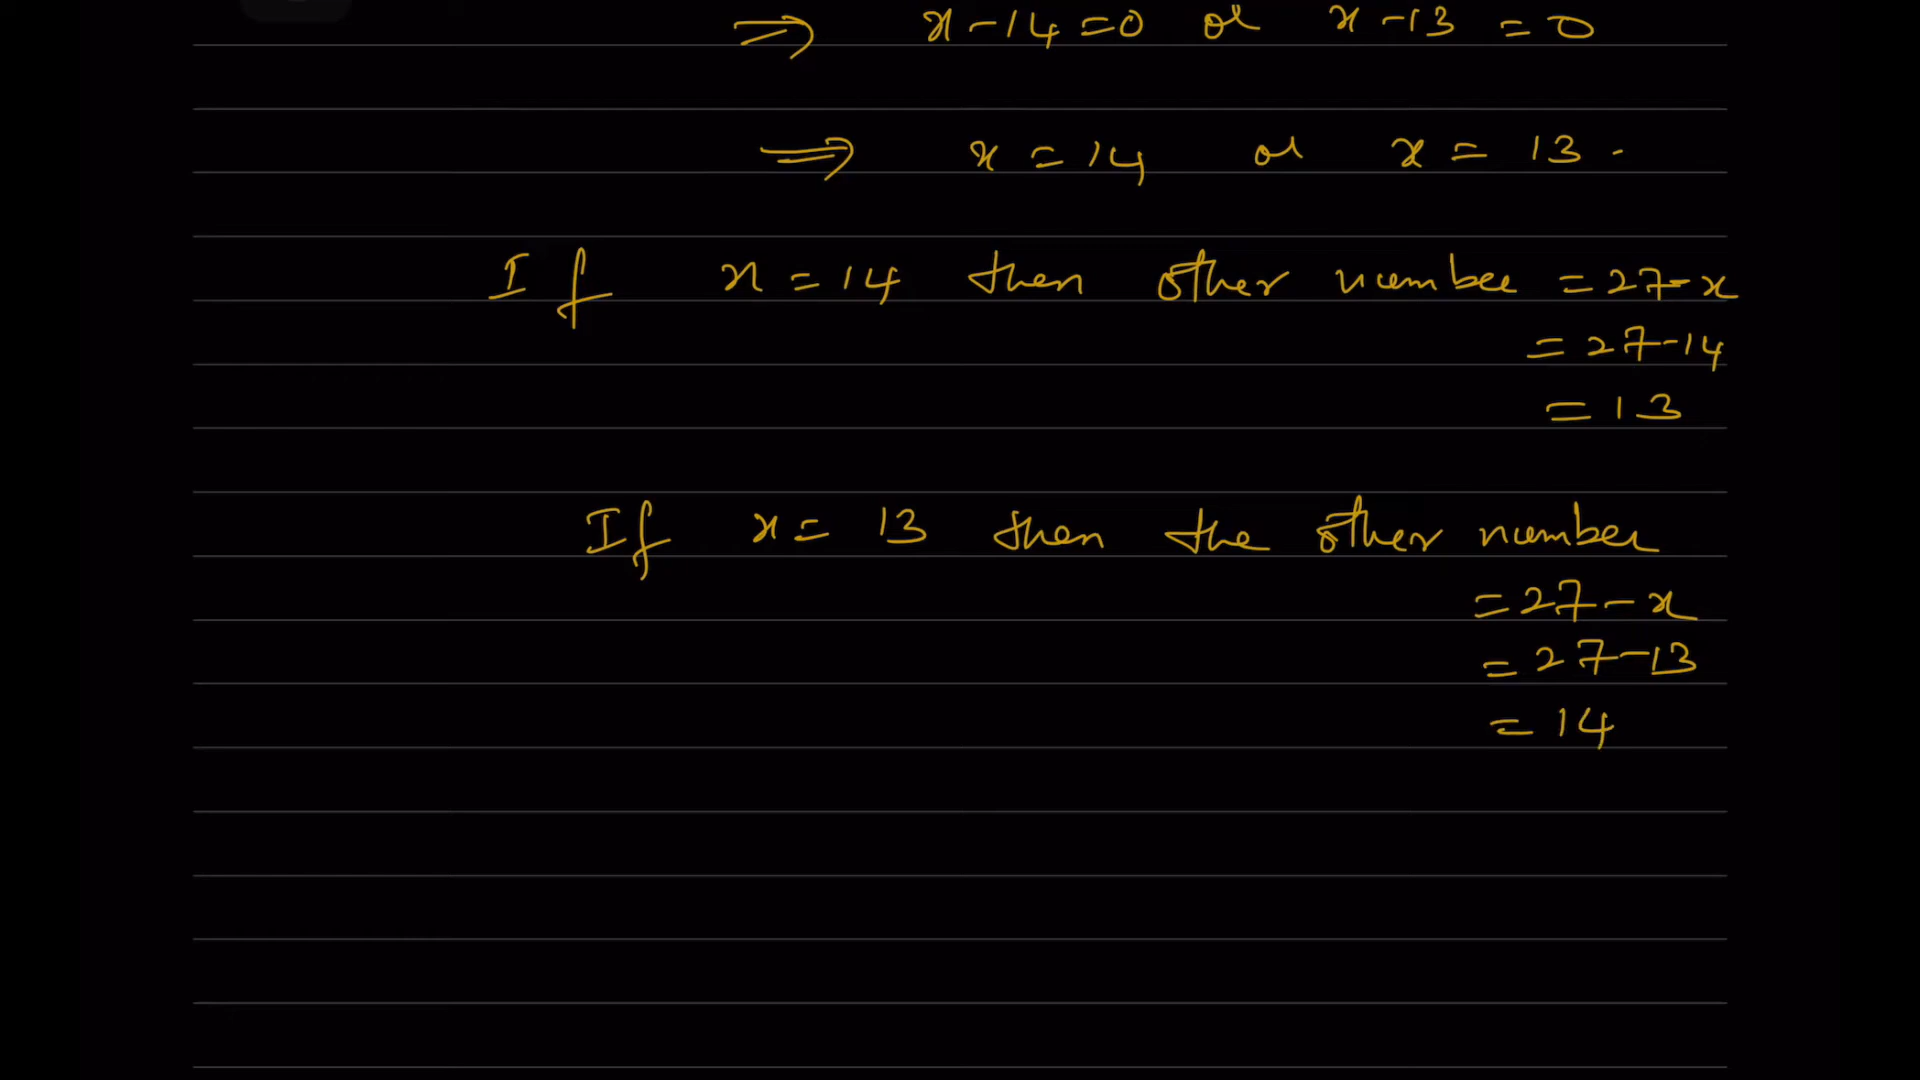 ⇒ x-14=0 or x-13=0
⇒ x=14 or x=13.
If x=14 then other number =27-x
=27-14
=13
If x=13 then the other number
=27-x
=27-13
=14